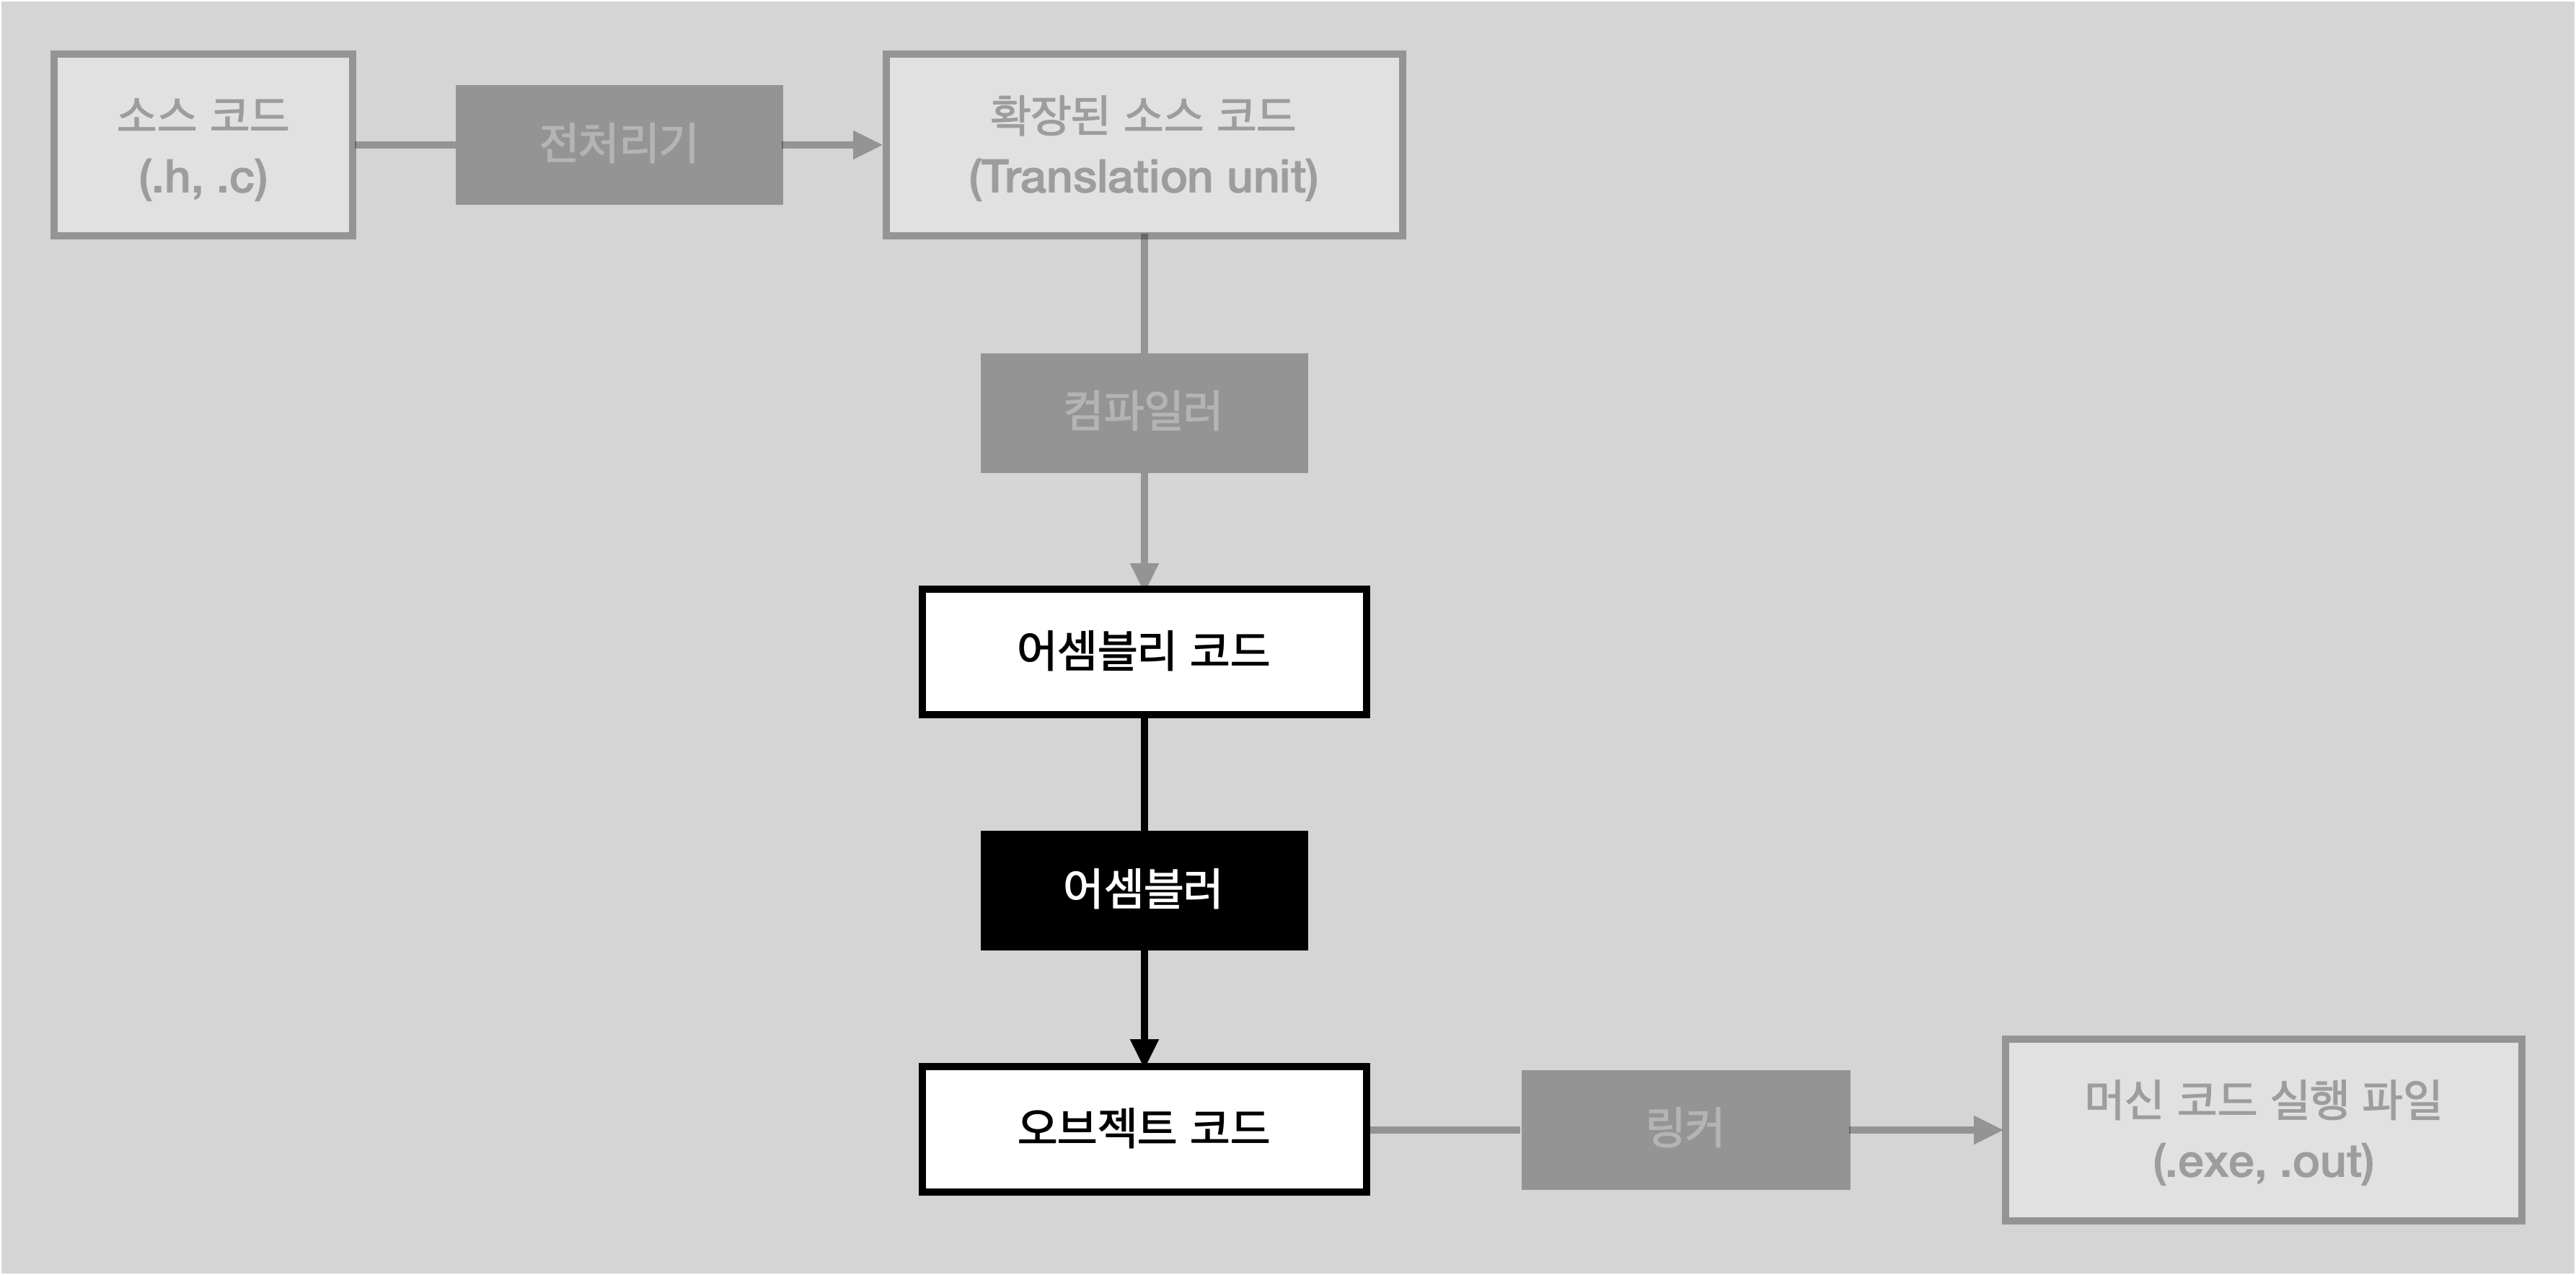 소스 코드
(.h, .c)
전처리기
확장된 소스 코드
(Translation unit)
컴파일러
어셈블리 코드
어셈블러
오브젝트 코드
링커
머신 코드 실행 파일
(.exe, .out)